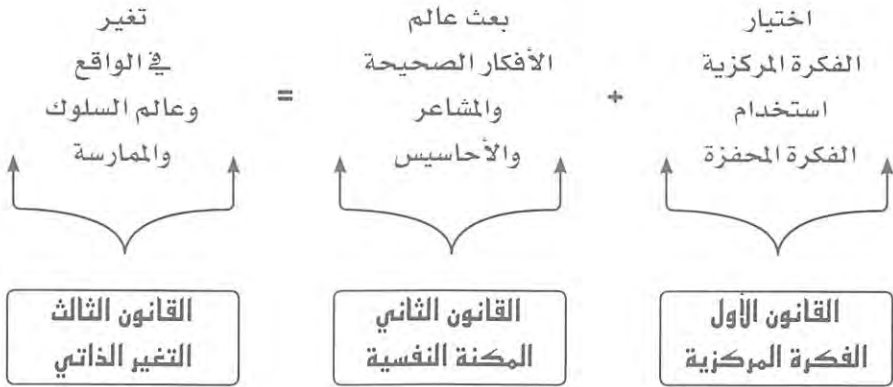 اختيار
الفكرة المركزية
استخدام
الفكرة المحفزة
+
بعث عالم
الأفكار الصحيحة
والمشاعر
والأحاسيس
=
تغير
في الواقع
وعالم السلوك
والممارسة
القانون الأول
الفكرة المركزية
القانون الثاني
المكنة النفسية
القانون الثالث
التغير الذاتي